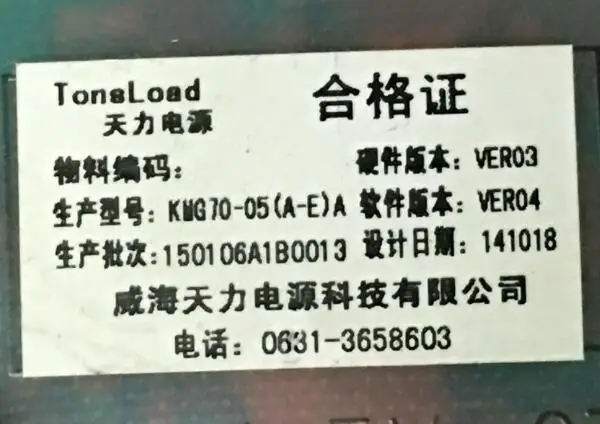 TonsLoad 合格证
天力电源
物料编码： 硬件版本：VER03
生产型号：KMG70-05(A-E)A 软件版本：VER04
生产批次:150106A1B0013 设计日期：141018
威海天力电源科技有限公司
电话：0631-3658603